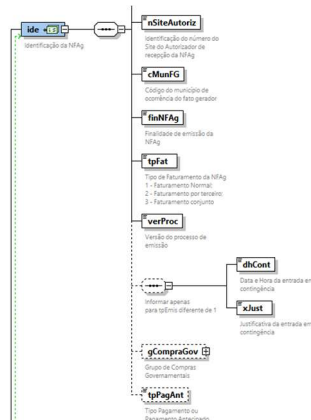 ide
Identificação da NFAg
nSiteAutoriz
Identificação do número do
Site do Autorizador de
recepção da NFAg
cMunFG
Código do município de
ocorrência do fato gerador
finNFAg
Finalidade de emissão da
NFAg
tpFat
Tipo de Faturamento da NFAg
1 - Faturamento Normal;
2 - Faturamento por terceiro
3 - Faturamento conjunto
verProc
Versão do processo de
emissão
Informar apenas
para tpEmis diferente de 1
dhCont
Data e Hora da entrada em
contingência
xJust
Justificativa da entrada em
contingência
gCompraGov
Grupo de Compras
Governamentais
tpPagAnt
Tipo Pagamento ou
Pagamento Antecipado